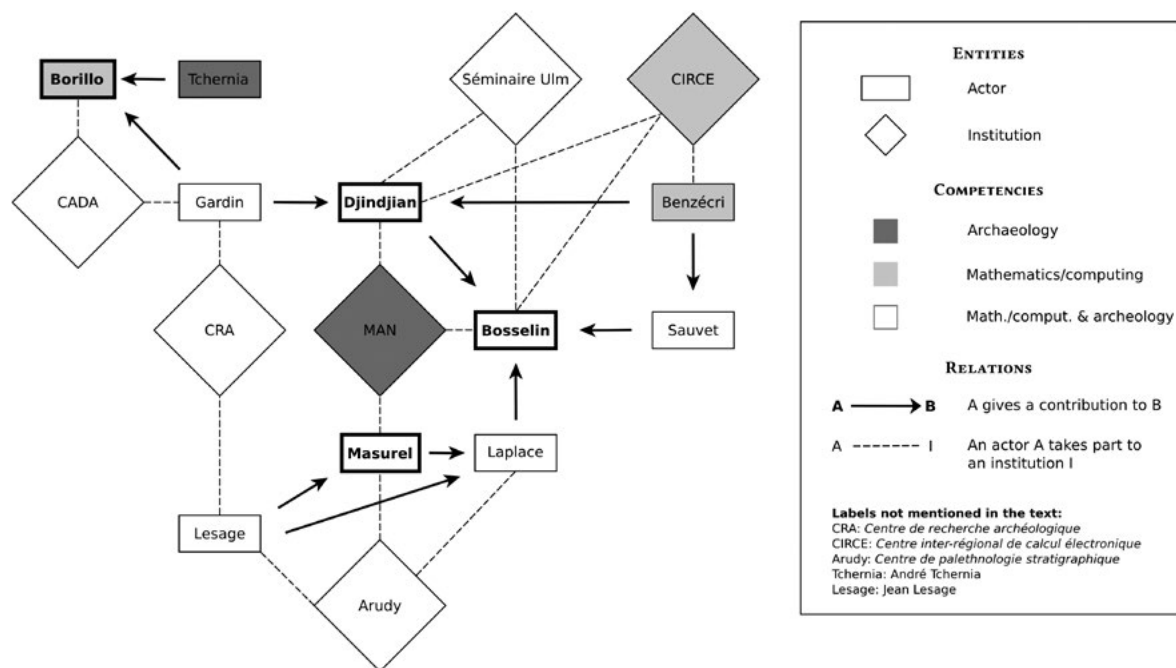 Borillo
Tchernia
Séminaire Ulm
CIRCE
CADA
Gardin
Djindjian
Benzécri
CRA
MAN
Bosselin
Sauvet
Masurel
Laplace
Lesage
Arudy
ENTITIES
Actor
Institution
COMPETENCIES
Archaeology
Mathematics/computing
Math./comput. & archeology
RELATIONS
A B A gives a contribution to B
A I An actor A takes part to
an institution I
Labels not mentioned in the text:
CRA: Centre de recherche archéologique
CIRCE: Centre inter-régional de calcul électronique
Arudy: Centre de palethnologie stratigraphique
Tchernia: André Tchernia
Lesage: Jean Lesage